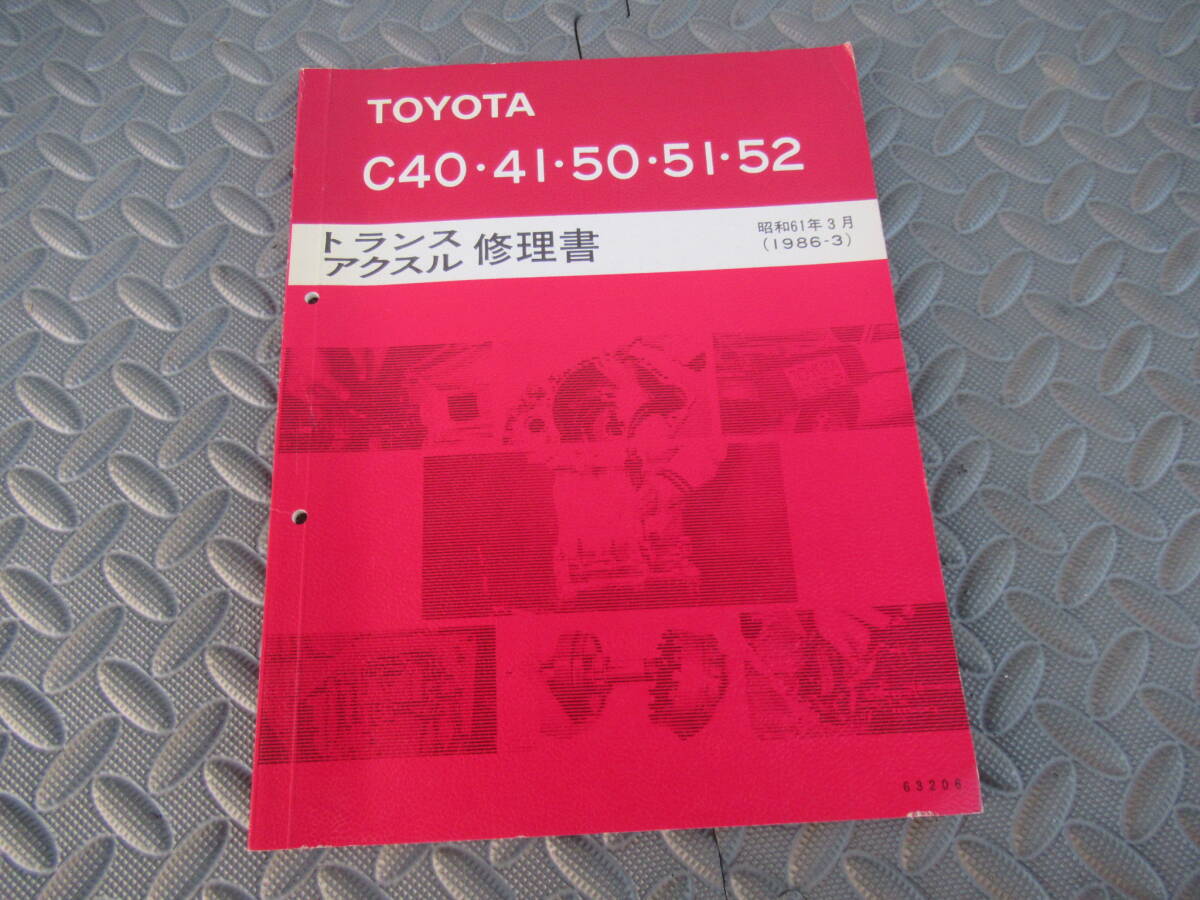 TOYOTA
C40・41・50・51・52
トランス
アクスル 修理書
昭和61年3月
(1986-3)
63206